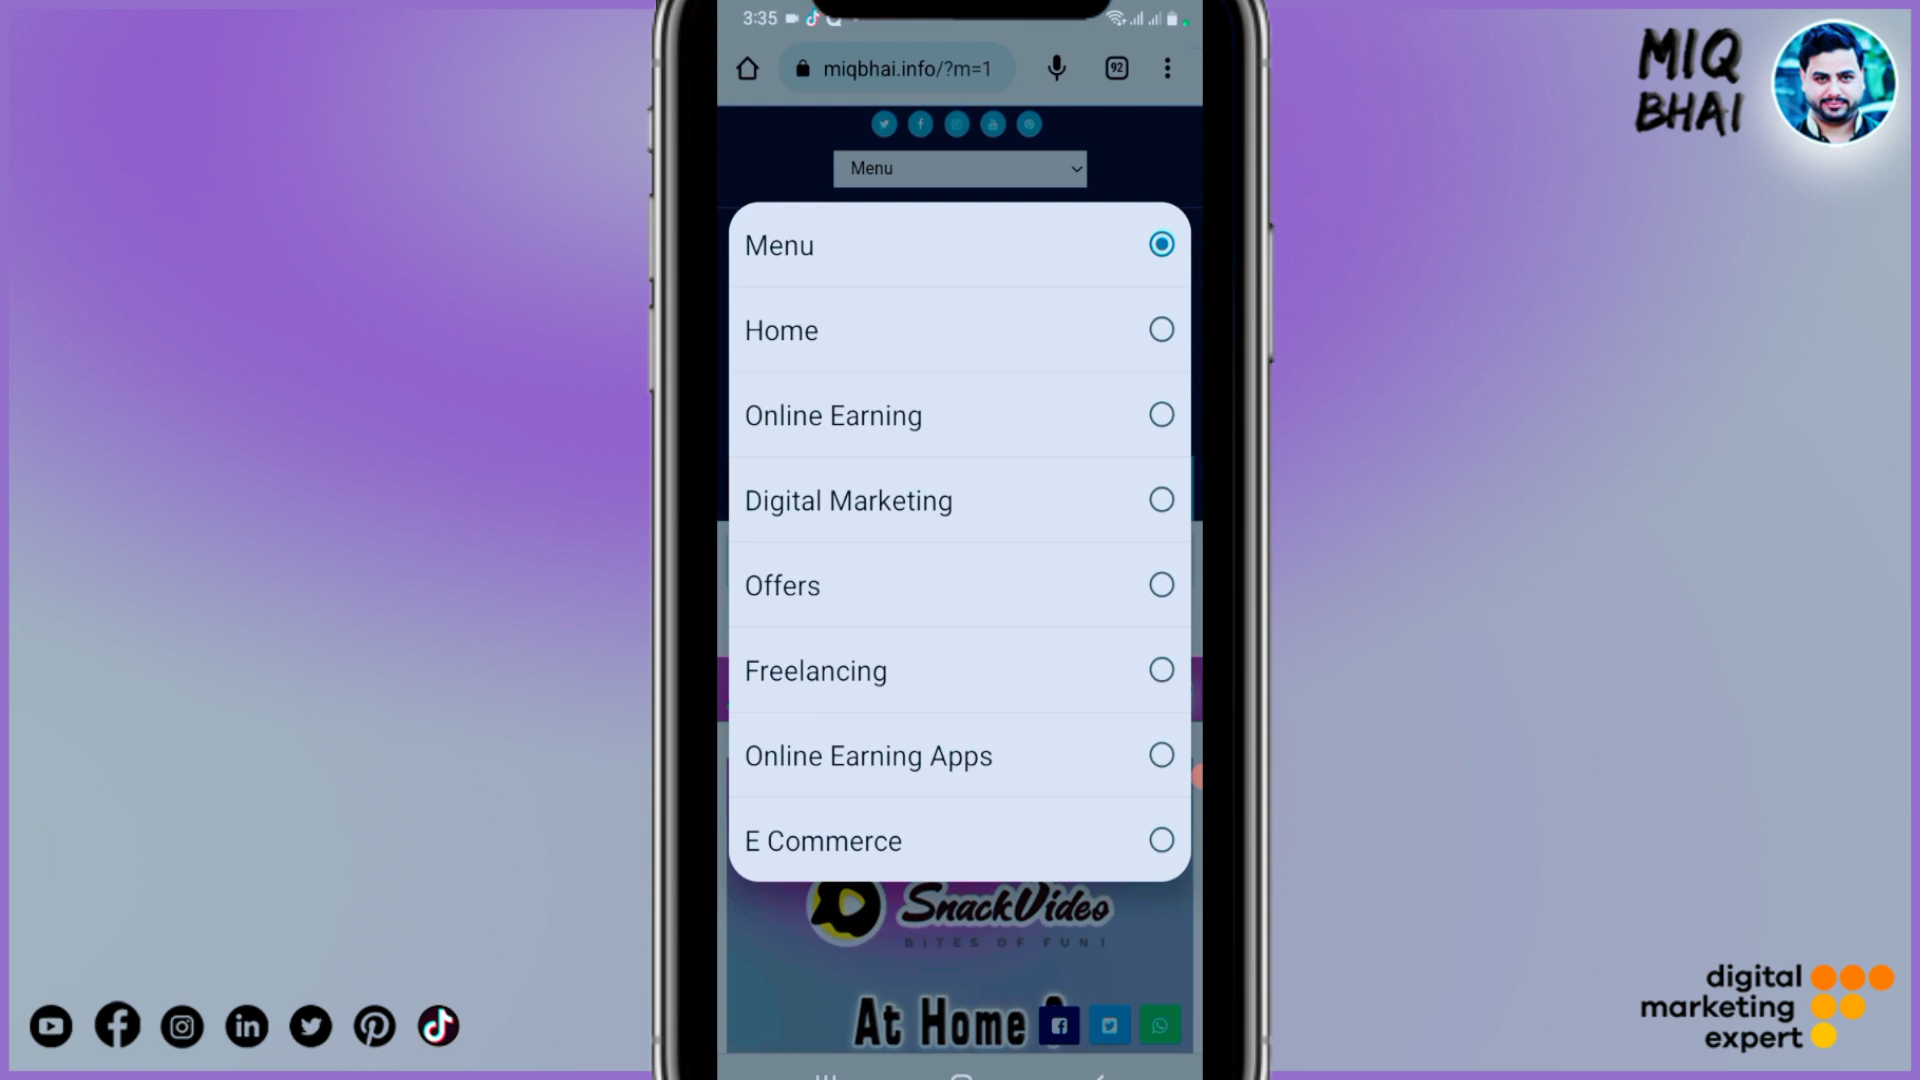 3:35
miqbhai.info/?m=1
92
MIQ
BHAI
Menu
Menu
Home
Online Earning
Digital Marketing
Offers
Freelancing
Online Earning Apps
E Commerce
SnackVideo
BITES OF FUN!
At Home ?
digital
marketing
expert